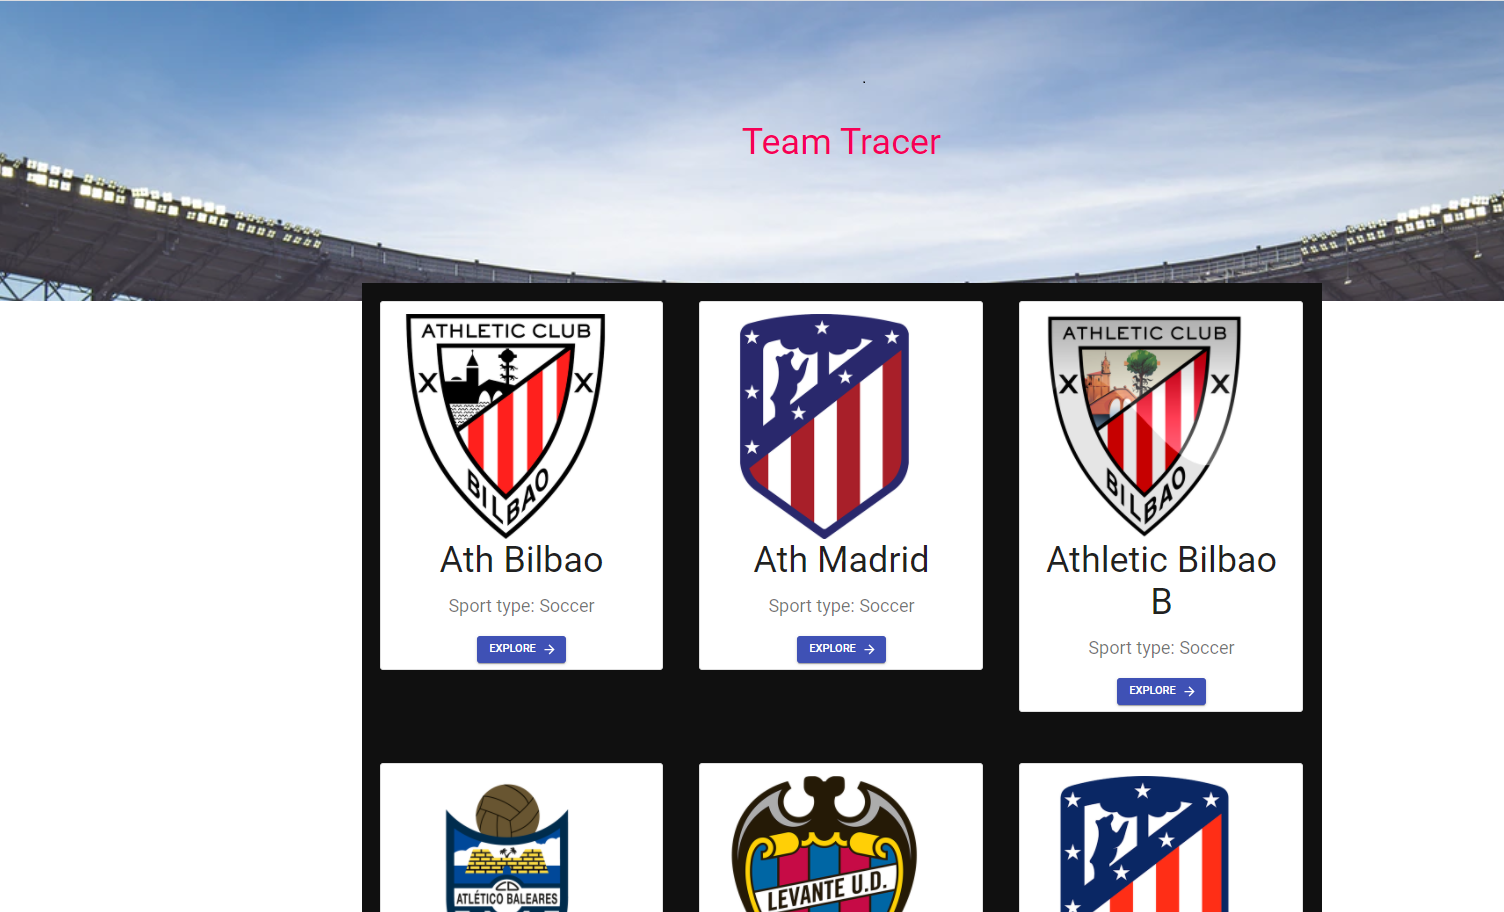 Team Tracer
ATHLETIC CLUB
X X
BILBAO
Ath Bilbao
Sport type: Soccer
EXPLORE
Ath Madrid
Sport type: Soccer
EXPLORE
ATHLETIC CLUB
X X
BILBAO
Athletic Bilbao
B
Sport type: Soccer
EXPLORE
ATLÉTICO BALEARES
LEVANTE U.D.